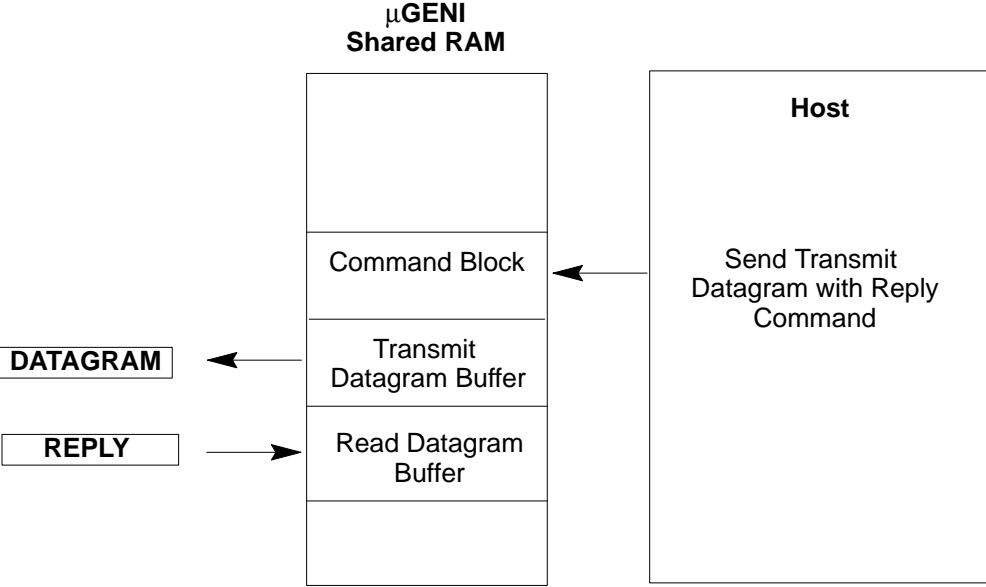 μGENI
Shared RAM
Host
Command Block
Send Transmit
Datagram with Reply
Command
DATAGRAM
Transmit
Datagram Buffer
REPLY
Read Datagram
Buffer